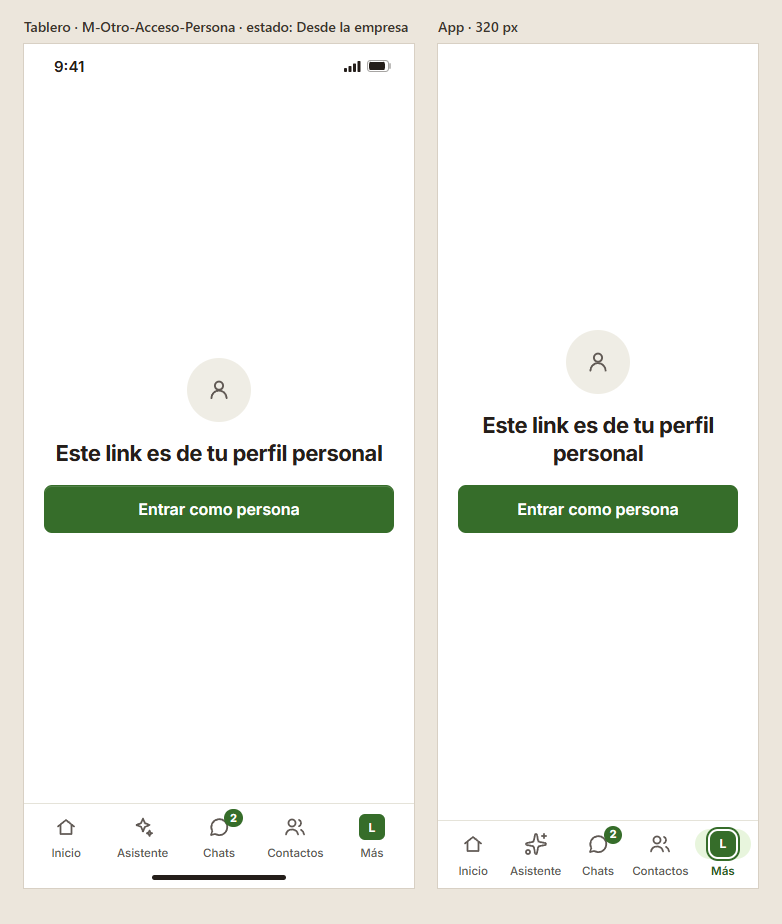 Tablero · M-Otro-Acceso-Persona · estado: Desde la empresa
9:41
Este link es de tu perfil personal
Entrar como persona
2
L
Inicio
Asistente
Chats
Contactos
Más
App · 320 px
Este link es de tu perfil
personal
Entrar como persona
2
L
Inicio
Asistente
Chats
Contactos
Más